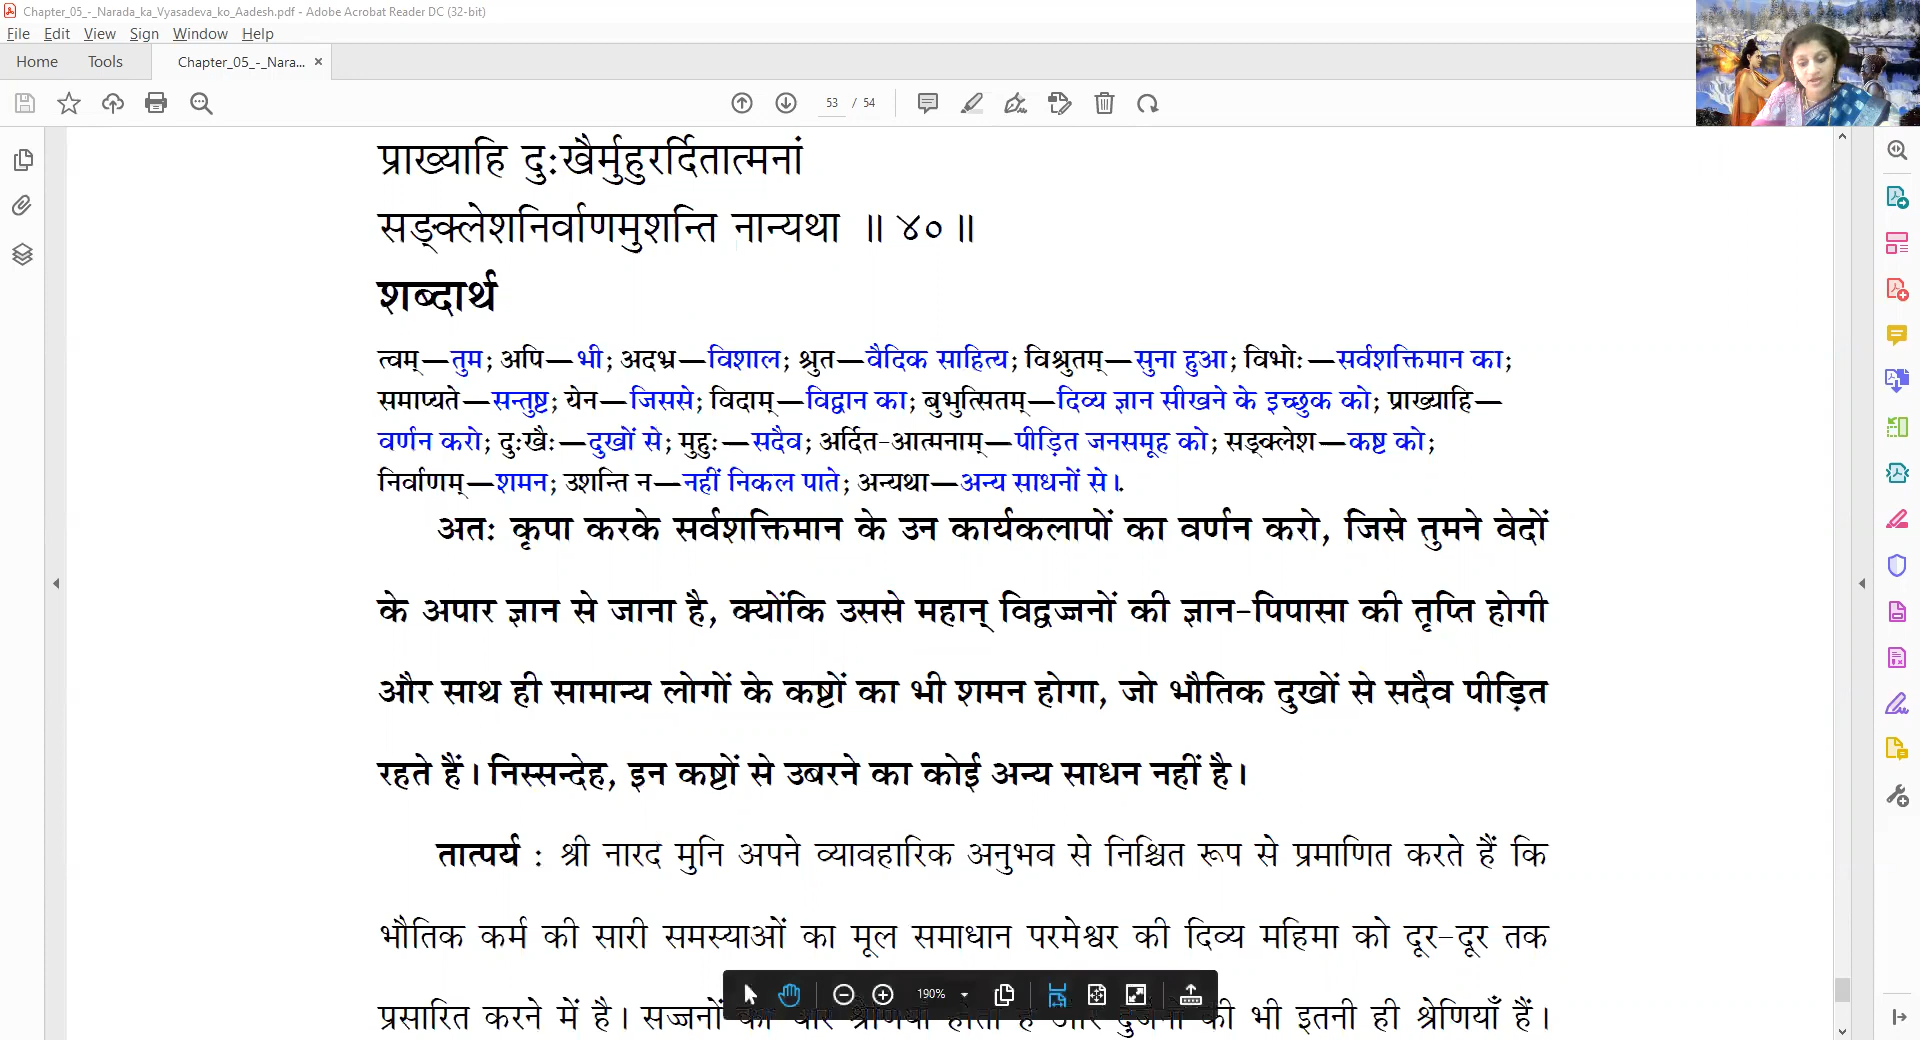 Chapter_05_-_Narada_ka_Vyasadeva_ko_Aadesh.pdf - Adobe Acrobat Reader DC (32-bit)
File Edit View Sign Window Help
Home Tools Chapter_05_-_Nara... ×
53 / 54
प्राख्याहि दुःखैर्मुहुरर्दितात्मनां
सङ्क्लेशनिर्वाणमुशन्ति नान्यथा ॥ ४० ॥
शब्दार्थ
त्वम्—तुम; अपि—भी; अदभ्र—विशाल; श्रुत—वैदिक साहित्य; विश्रुतम्—सुना हुआ; विभोः—सर्वशक्तिमान का;
समाप्यते—सन्तुष्ट; येन—जिससे; विदाम्—विद्वान का; बुभुत्सितम्—दिव्य ज्ञान सीखने के इच्छुक को; प्राख्याहि—
वर्णन करो; दुःखैः—दुखों से; मुहुः—सदैव; अर्दित-आत्मनाम्—पीड़ित जनसमूह को; सङ्क्लेश—कष्ट को;
निर्वाणम्—शमन; उशन्ति न—नहीं निकल पाते; अन्यथा—अन्य साधनों से।.
अतः कृपा करके सर्वशक्तिमान के उन कार्यकलापों का वर्णन करो, जिसे तुमने वेदों
के अपार ज्ञान से जाना है, क्योंकि उससे महान् विद्वज्जनों की ज्ञान-पिपासा की तृप्ति होगी
और साथ ही सामान्य लोगों के कष्टों का भी शमन होगा, जो भौतिक दुखों से सदैव पीड़ित
रहते हैं। निस्सन्देह, इन कष्टों से उबरने का कोई अन्य साधन नहीं है।
तात्पर्य : श्री नारद मुनि अपने व्यावहारिक अनुभव से निश्चित रूप से प्रमाणित करते हैं कि
भौतिक कर्म की सारी समस्याओं का मूल समाधान परमेश्वर की दिव्य महिमा को दूर-दूर तक
190%
प्रसारित करने में है। सज्जनों की भी इतनी ही श्रेणियाँ हैं।